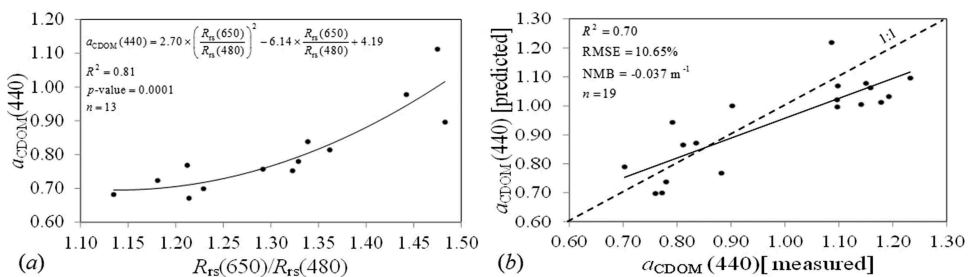 a_CDOM(440) = 2.70 × (R_rs(650)/R_rs(480))² − 6.14 × R_rs(650)/R_rs(480) + 4.19
R² = 0.81
p-value = 0.0001
n = 13
a_CDOM(440)
1.20
1.10
1.00
0.90
0.80
0.70
0.60
1.10 1.15 1.20 1.25 1.30 1.35 1.40 1.45 1.50
R_rs(650)/R_rs(480)
(a)
R² = 0.70
RMSE = 10.65%
NMB = -0.037 m⁻¹
n = 19
1:1
a_CDOM(440) [predicted]
1.30
1.20
1.10
1.00
0.90
0.80
0.70
0.60
0.60 0.70 0.80 0.90 1.00 1.10 1.20 1.30
a_CDOM (440)[ measured]
(b)